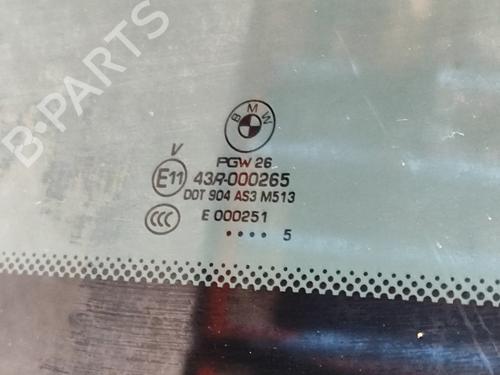 B-PARTS
BMW
PGW 26
V
E11 43R-000265
DOT 904 AS3 M513
CCC E 000251
•••• 5